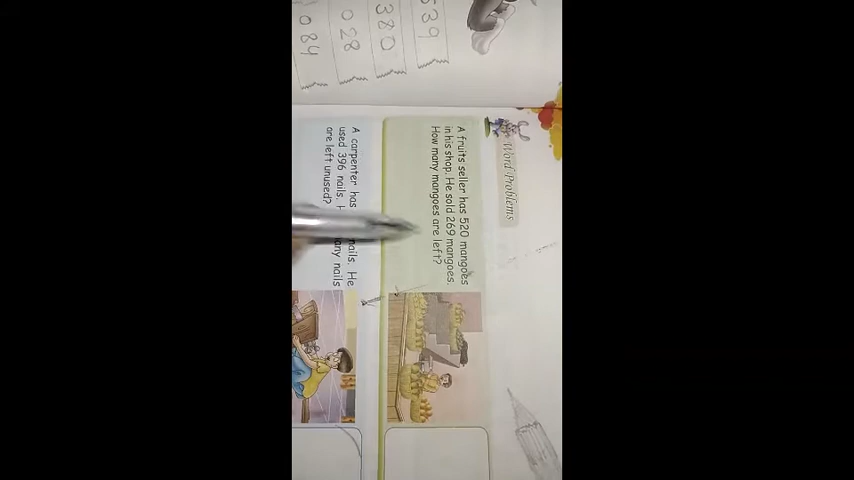 539
380
028
084
Word Problems
A fruits seller has 520 mangoes
in his shop. He sold 269 mangoes.
How many mangoes are left?
A carpenter has nails. He
used 396 nails. many nails
are left unused?